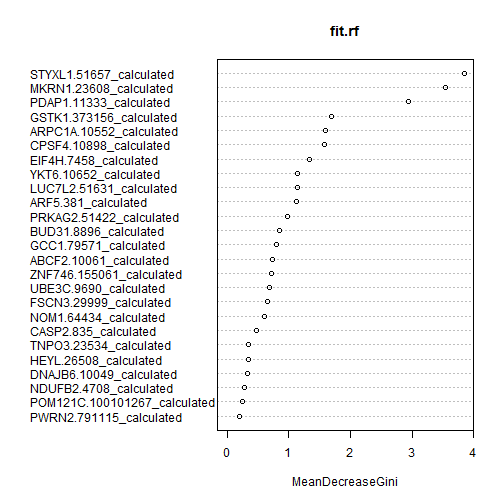 fit.rf
STYXL1.51657_calculated
MKRN1.23608_calculated
PDAP1.11333_calculated
GSTK1.373156_calculated
ARPC1A.10552_calculated
CPSF4.10898_calculated
EIF4H.7458_calculated
YKT6.10652_calculated
LUC7L2.51631_calculated
ARF5.381_calculated
PRKAG2.51422_calculated
BUD31.8896_calculated
GCC1.79571_calculated
ABCF2.10061_calculated
ZNF746.155061_calculated
UBE3C.9690_calculated
FSCN3.29999_calculated
NOM1.64434_calculated
CASP2.835_calculated
TNPO3.23534_calculated
HEYL.26508_calculated
DNAJB6.10049_calculated
NDUFB2.4708_calculated
POM121C.100101267_calculated
PWRN2.791115_calculated
0 1 2 3 4
MeanDecreaseGini